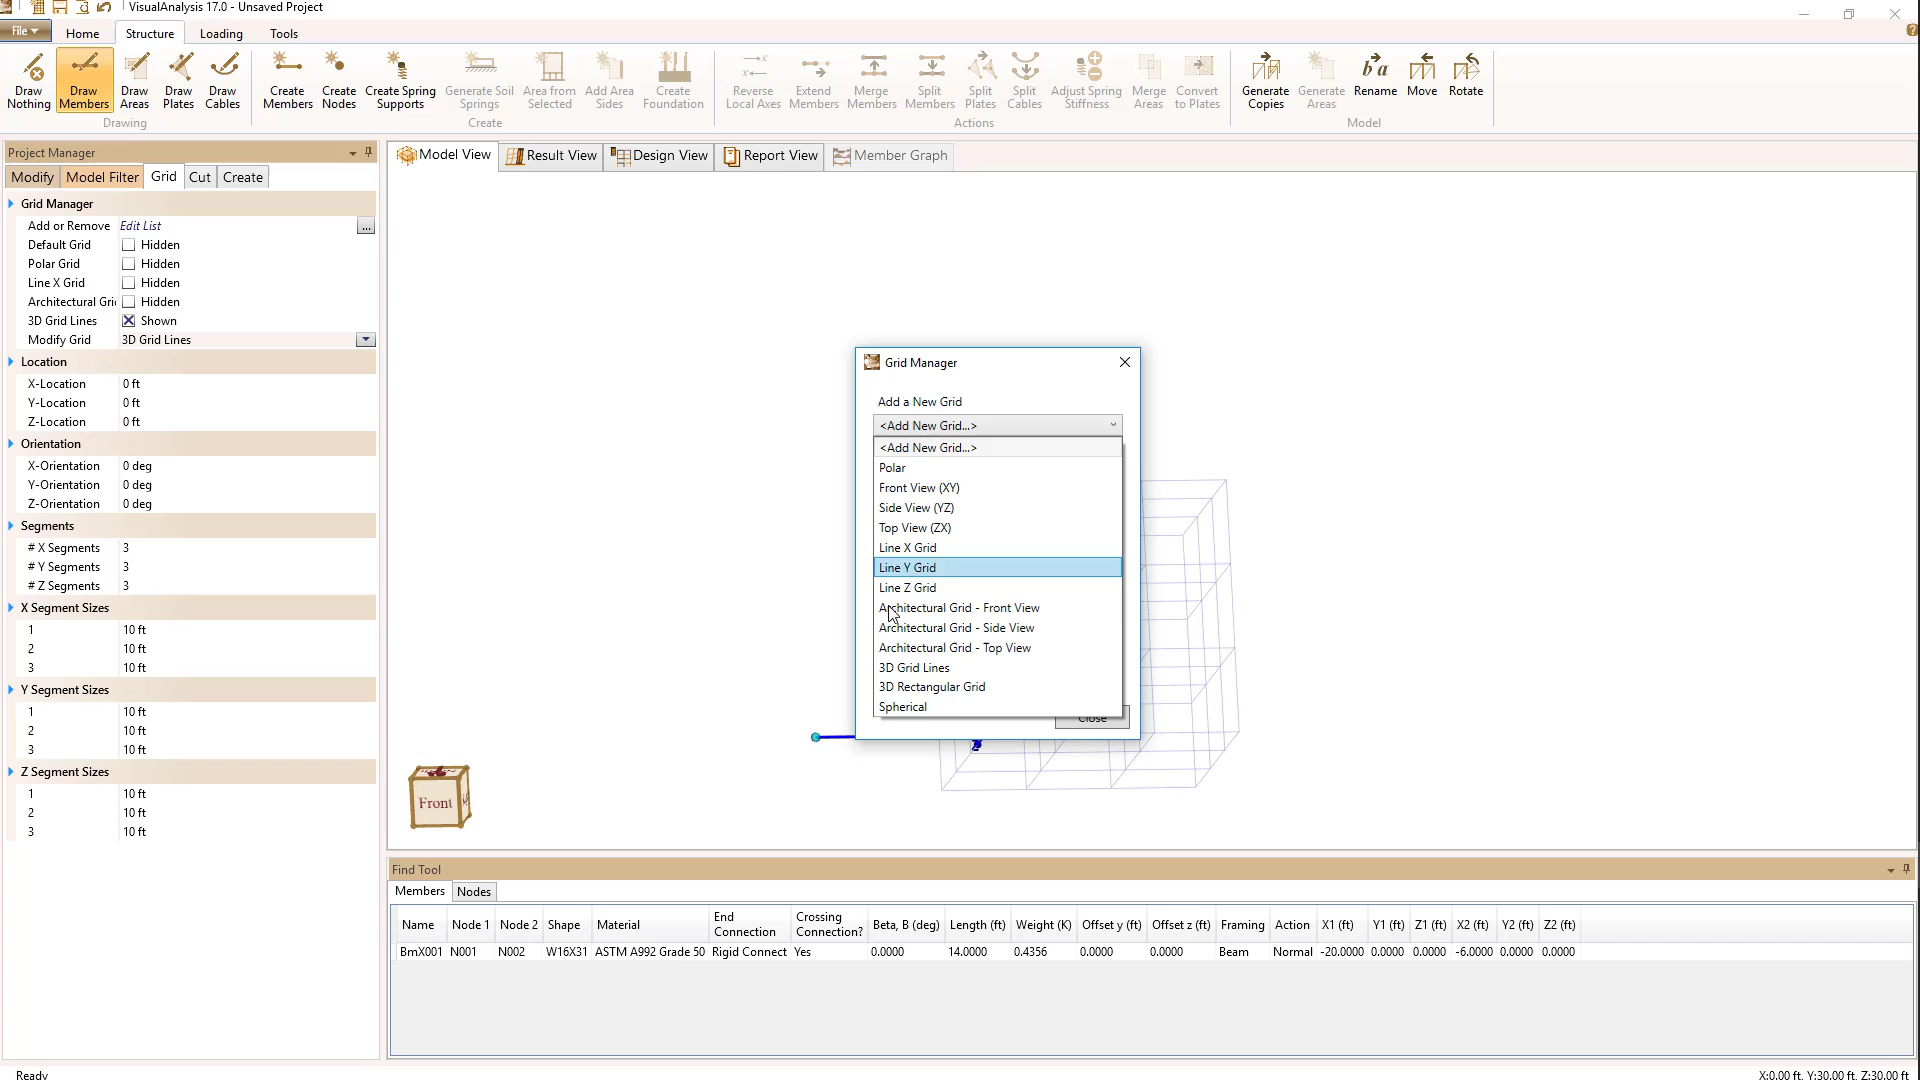 VisualAnalysis 17.0 - Unsaved Project
File Home Structure Loading Tools
Draw Nothing
Draw Members
Draw Areas
Draw Plates
Draw Cables
Create Members
Create Nodes
Create Spring Supports
Generate Soil Springs
Area from Selected
Add Area Sides
Create Foundation
Reverse Local Axes
Extend Members
Merge Members
Split Members
Split Plates
Split Cables
Adjust Spring Stiffness
Merge Areas
Convert to Plates
Generate Copies
Generate Areas
Rename
Move
Rotate
Drawing Create Actions Model
Project Manager
Modify Model Filter Grid Cut Create
Grid Manager
Add or Remove Edit List ...
Default Grid Hidden
Polar Grid Hidden
Line X Grid Hidden
Architectural Gri Hidden
3D Grid Lines Shown
Modify Grid 3D Grid Lines
Location
X-Location 0 ft
Y-Location 0 ft
Z-Location 0 ft
Orientation
X-Orientation 0 deg
Y-Orientation 0 deg
Z-Orientation 0 deg
Segments
# X Segments 3
# Y Segments 3
# Z Segments 3
X Segment Sizes
1 10 ft
2 10 ft
3 10 ft
Y Segment Sizes
1 10 ft
2 10 ft
3 10 ft
Z Segment Sizes
1 10 ft
2 10 ft
3 10 ft
Model View Result View Design View Report View Member Graph
Grid Manager
Add a New Grid
<Add New Grid...>
<Add New Grid...>
Polar
Front View (XY)
Side View (YZ)
Top View (ZX)
Line X Grid
Line Y Grid
Line Z Grid
Architectural Grid - Front View
Architectural Grid - Side View
Architectural Grid - Top View
3D Grid Lines
3D Rectangular Grid
Spherical
Close
Front
Find Tool
Members Nodes
Name Node 1 Node 2 Shape Material End Connection Crossing Connection? Beta, B (deg) Length (ft) Weight (K) Offset y (ft) Offset z (ft) Framing Action X1 (ft) Y1 (ft) Z1 (ft) X2 (ft) Y2 (ft) Z2 (ft)
BmX001 N001 N002 W16X31 ASTM A992 Grade 50 Rigid Connect Yes 0.0000 14.0000 0.4356 0.0000 0.0000 Beam Normal -20.0000 0.0000 0.0000 -6.0000 0.0000 0.0000
Ready X:0.00 ft, Y:30.00 ft, Z:30.00 ft